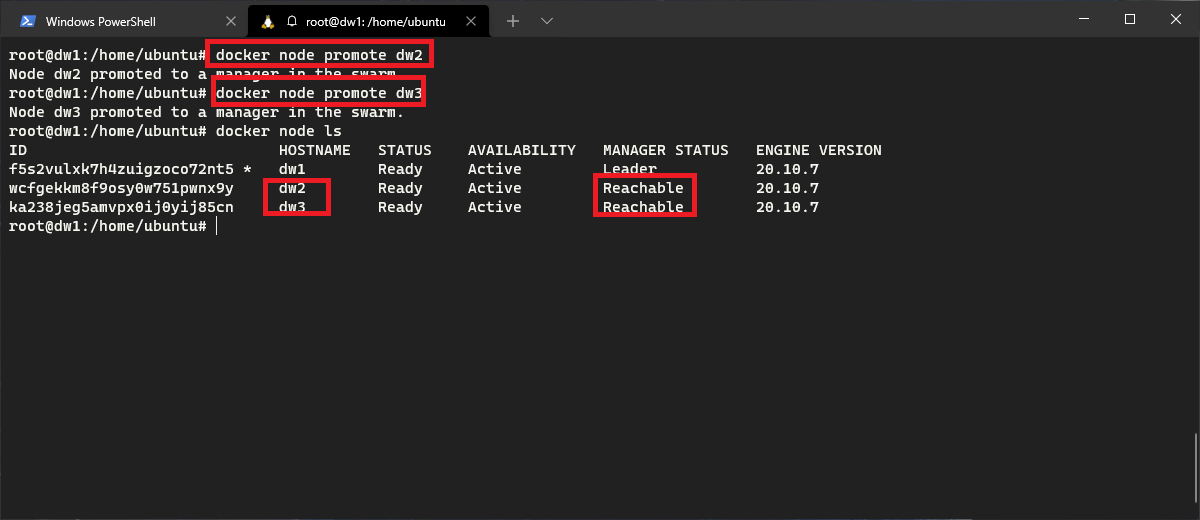 Windows PowerShell
root@dw1: /home/ubuntu
root@dw1:/home/ubuntu# docker node promote dw2
Node dw2 promoted to a manager in the swarm.
root@dw1:/home/ubuntu# docker node promote dw3
Node dw3 promoted to a manager in the swarm.
root@dw1:/home/ubuntu# docker node ls
ID HOSTNAME STATUS AVAILABILITY MANAGER STATUS ENGINE VERSION
f5s2vulxk7h4zuigzoco72nt5 * dw1 Ready Active Leader 20.10.7
wcfgekkm8f9osy0w751pwnx9y dw2 Ready Active Reachable 20.10.7
ka238jeg5amvpx0ij0yij85cn dw3 Ready Active Reachable 20.10.7
root@dw1:/home/ubuntu#